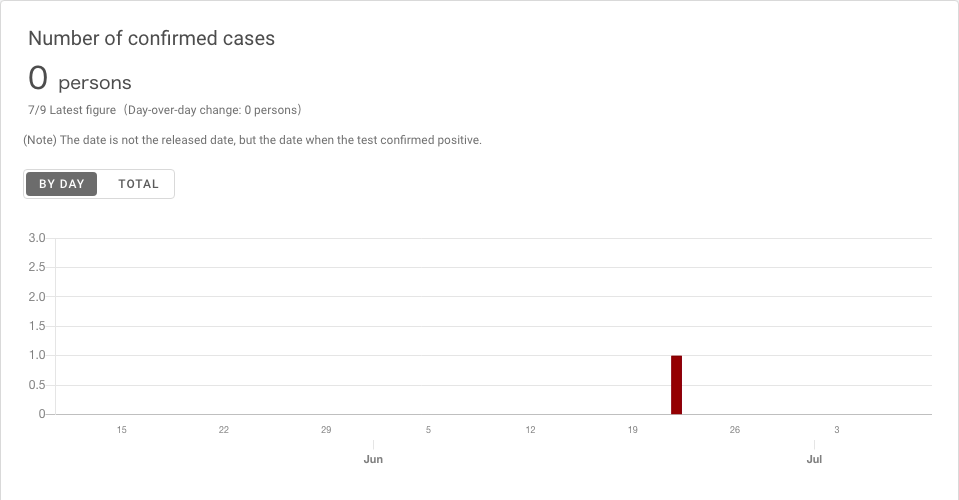 Number of confirmed cases
0 persons
7/9 Latest figure（Day-over-day change: 0 persons）
(Note) The date is not the released date, but the date when the test confirmed positive.
BY DAY TOTAL
3.0
2.5
2.0
1.5
1.0
0.5
0
15 22 29 5 12 19 26 3
Jun Jul